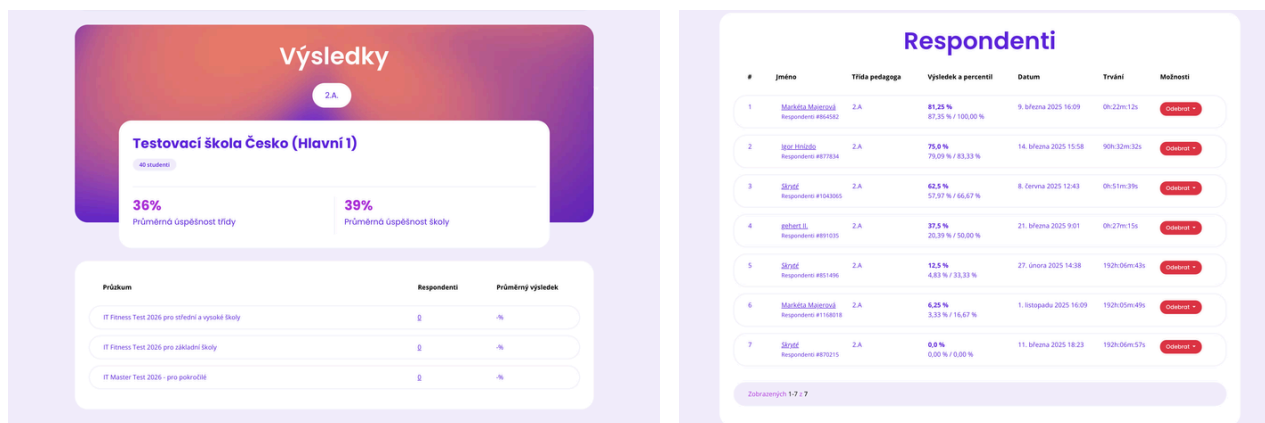 Výsledky
2.A.
Testovací škola Česko (Hlavní 1)
40 studenti
36%
Průměrná úspěšnost třídy
39%
Průměrná úspěšnost školy
Průzkum Respondenti Průměrný výsledek
IT Fitness Test 2026 pro střední a vysoké školy 0 -%
IT Fitness Test 2026 pro základní školy 0 -%
IT Master Test 2026 - pro pokročilé 0 -%
Respondenti
# Jméno Třída pedagoga Výsledek a percentil Datum Trvání Možnosti
1 Markéta Majerová 2.A 81,25 % 9. března 2025 16:09 0h:22m:12s Odebrat
Respondenti #864582 87,35 % / 100,00 %
2 Igor Hnízdo 2.A 75,0 % 14. března 2025 15:58 90h:32m:32s Odebrat
Respondenti #877834 79,09 % / 83,33 %
3 Skryté 2.A 62,5 % 8. června 2025 12:43 0h:51m:39s Odebrat
Respondenti #1043065 57,97 % / 66,67 %
4 gehert II. 2.A 37,5 % 21. března 2025 9:01 0h:27m:15s Odebrat
Respondenti #891035 20,39 % / 50,00 %
5 Skryté 2.A 12,5 % 27. února 2025 14:38 192h:06m:43s Odebrat
Respondenti #851496 4,83 % / 33,33 %
6 Markéta Majerová 2.A 6,25 % 1. listopadu 2025 16:09 192h:05m:49s Odebrat
Respondenti #1168018 3,33 % / 16,67 %
7 Skryté 2.A 0,0 % 11. března 2025 18:23 192h:06m:57s Odebrat
Respondenti #870215 0,00 % / 0,00 %
Zobrazených 1-7 z 7